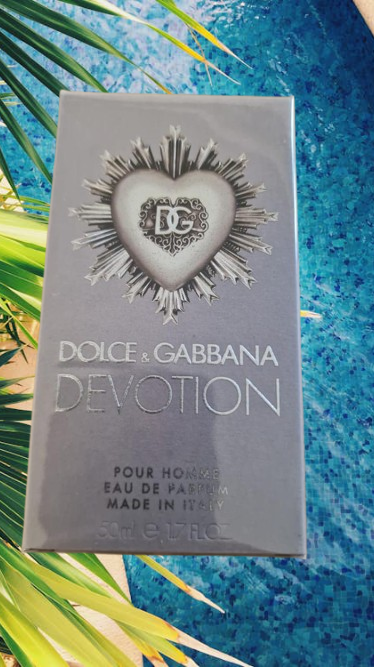 DG
DOLCE & GABBANA
DEVOTION
POUR HOMME
EAU DE PARFUM
MADE IN ITALY
50ml e 1.7 FL.OZ.